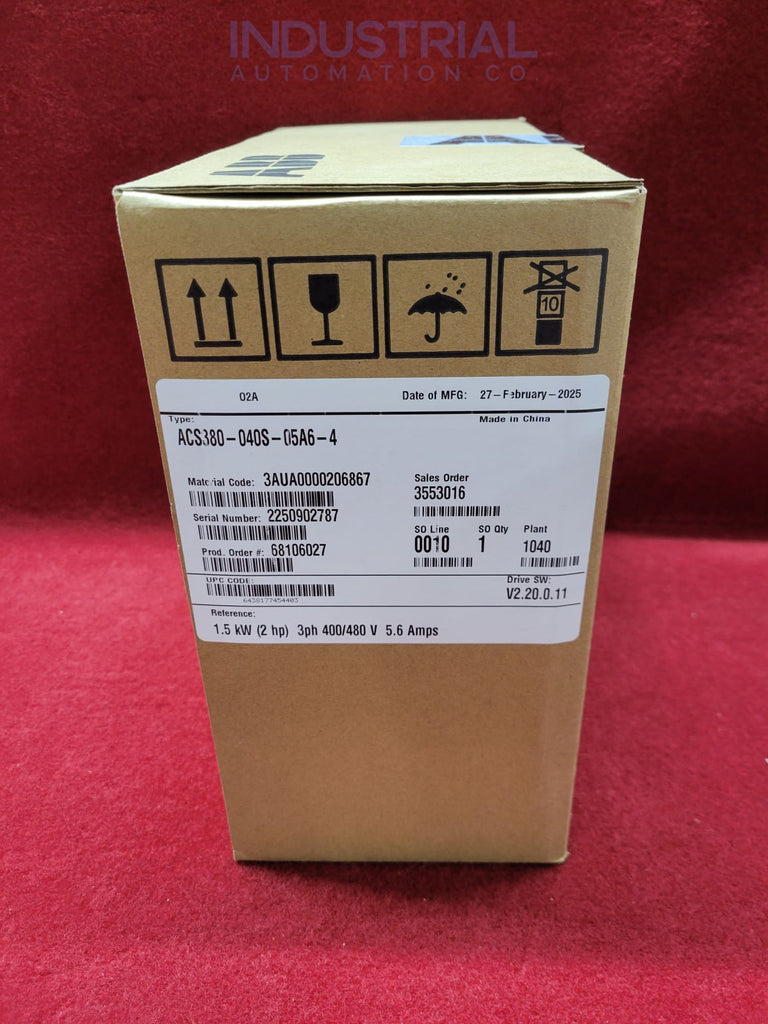 INDUSTRIAL
AUTOMATION CO.
ABB
10
02A
Date of MFG: 27-February-2025
Type:
Made in China
ACS380-040S-05A6-4
Material Code: 3AUA0000206867
Serial Number: 2250902787
Prod. Order #: 68106027
Sales Order
3553016
SO Line SO Qty Plant
0010 1 1040
UPC CODE:
6438177454403
Drive SW:
V2.20.0.11
Reference:
1.5 kW (2 hp) 3ph 400/480 V 5.6 Amps